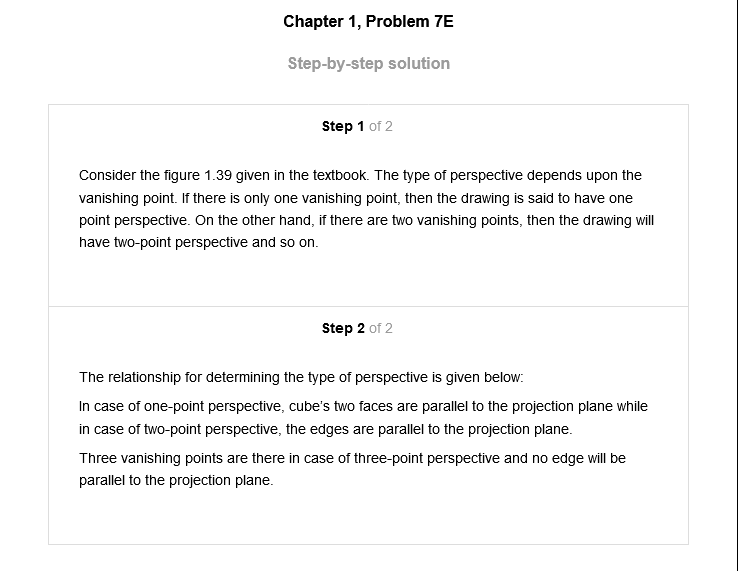 Chapter 1, Problem 7E
Step-by-step solution
Step 1 of 2
Consider the figure 1.39 given in the textbook. The type of perspective depends upon the
vanishing point. If there is only one vanishing point, then the drawing is said to have one
point perspective. On the other hand, if there are two vanishing points, then the drawing will
have two-point perspective and so on.
Step 2 of 2
The relationship for determining the type of perspective is given below:
In case of one-point perspective, cube's two faces are parallel to the projection plane while
in case of two-point perspective, the edges are parallel to the projection plane.
Three vanishing points are there in case of three-point perspective and no edge will be
parallel to the projection plane.